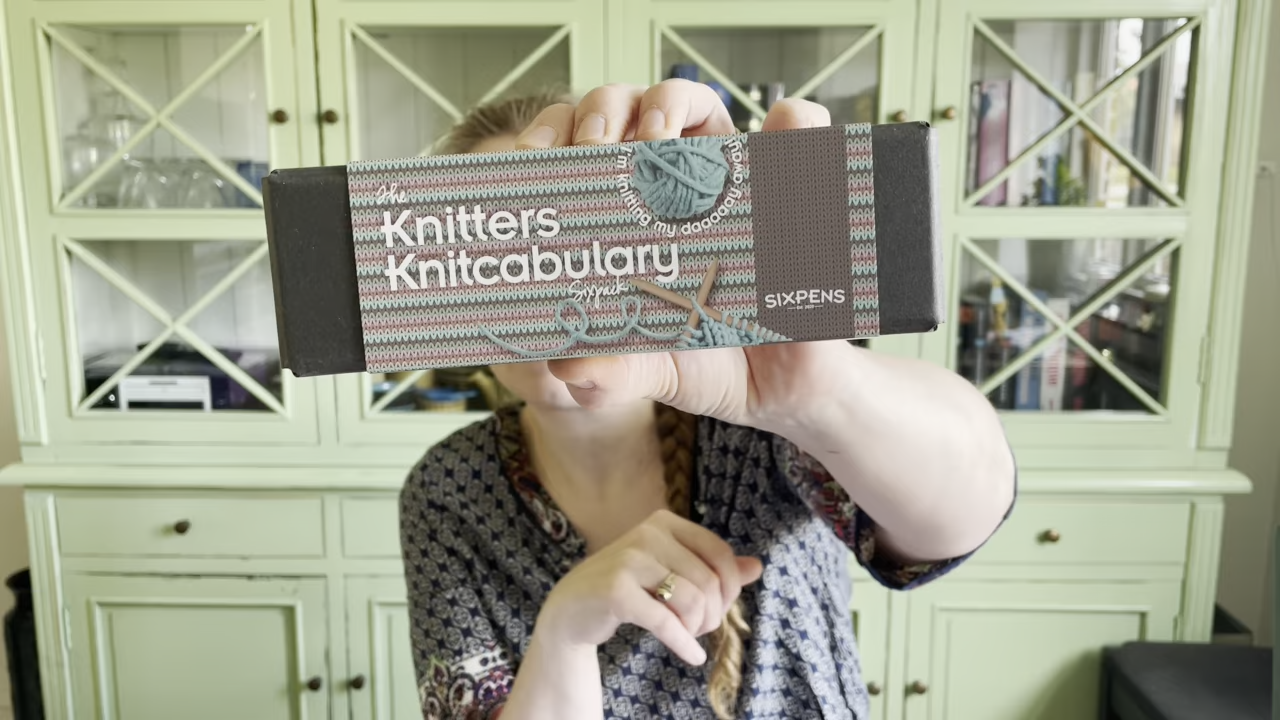 the
Knitters
Knitcabulary
Sixpack
I'm knitting my daaaaay away
SIXPENS